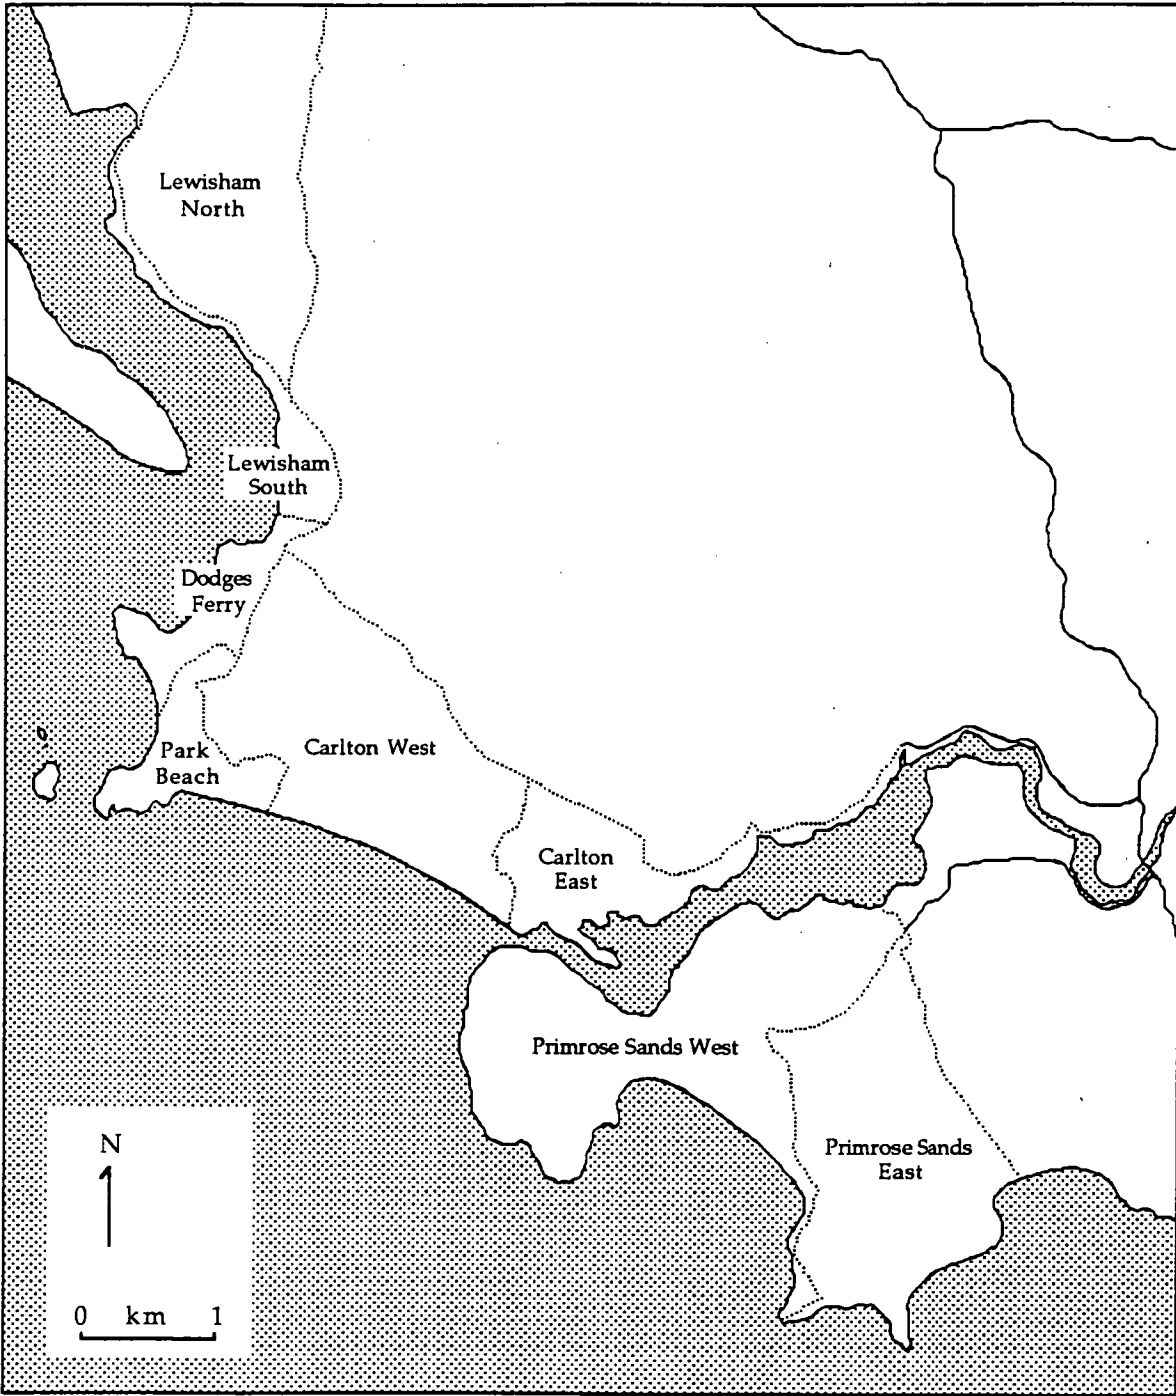 Lewisham
North
Lewisham
South
Dodges
Ferry
Park
Beach
Carlton West
Carlton
East
Primrose Sands West
Primrose Sands
East
N
0 km 1